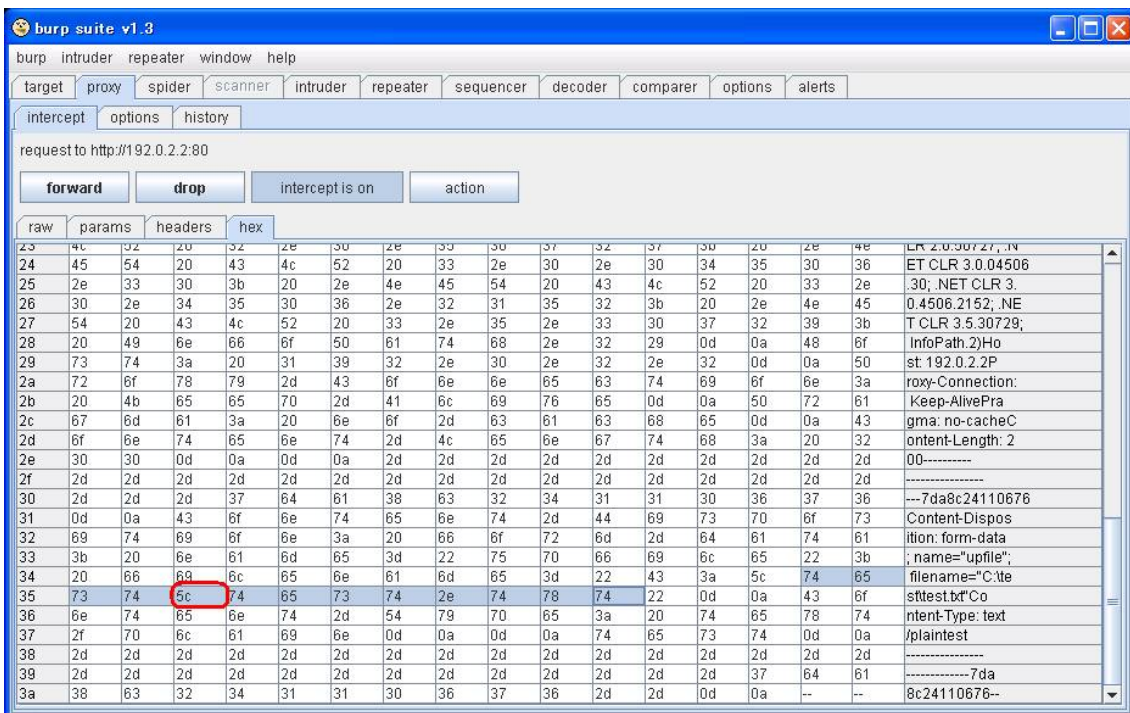 burp suite v1.3
burp intruder repeater window help
target proxy spider scanner intruder repeater sequencer decoder comparer options alerts
intercept options history
request to http://192.0.2.2:80
forward drop intercept is on action
raw params headers hex
23 4c 52 20 32 2e 30 2e 35 30 37 32 37 3b 20 2e 4e LR 2.0.50727; .N
24 45 54 20 43 4c 52 20 33 2e 30 2e 30 34 35 30 36 ET CLR 3.0.04506
25 2e 33 30 3b 20 2e 4e 45 54 20 43 4c 52 20 33 2e .30; .NET CLR 3.
26 30 2e 34 35 30 36 2e 32 31 35 32 3b 20 2e 4e 45 0.4506.2152; .NE
27 54 20 43 4c 52 20 33 2e 35 2e 33 30 37 32 39 3b T CLR 3.5.30729;
28 20 49 6e 66 6f 50 61 74 68 2e 32 29 0d 0a 48 6f InfoPath.2)Ho
29 73 74 3a 20 31 39 32 2e 30 2e 32 2e 32 0d 0a 50 st: 192.0.2.2P
2a 72 6f 78 79 2d 43 6f 6e 6e 65 63 74 69 6f 6e 3a roxy-Connection:
2b 20 4b 65 65 70 2d 41 6c 69 76 65 0d 0a 50 72 61 Keep-AlivePra
2c 67 6d 61 3a 20 6e 6f 2d 63 61 63 68 65 0d 0a 43 gma: no-cacheC
2d 6f 6e 74 65 6e 74 2d 4c 65 6e 67 74 68 3a 20 32 ontent-Length: 2
2e 30 30 0d 0a 0d 0a 2d 2d 2d 2d 2d 2d 2d 2d 2d 2d 00----------
2f 2d 2d 2d 2d 2d 2d 2d 2d 2d 2d 2d 2d 2d 2d 2d 2d ----------------
30 2d 2d 2d 37 64 61 38 63 32 34 31 31 30 36 37 36 ---7da8c24110676
31 0d 0a 43 6f 6e 74 65 6e 74 2d 44 69 73 70 6f 73 Content-Dispos
32 69 74 69 6f 6e 3a 20 66 6f 72 6d 2d 64 61 74 61 ition: form-data
33 3b 20 6e 61 6d 65 3d 22 75 70 66 69 6c 65 22 3b ; name="upfile";
34 20 66 69 6c 65 6e 61 6d 65 3d 22 43 3a 5c 74 65 filename="C:\te
35 73 74 5c 74 65 73 74 2e 74 78 74 22 0d 0a 43 6f st\test.txt"Co
36 6e 74 65 6e 74 2d 54 79 70 65 3a 20 74 65 78 74 ntent-Type: text
37 2f 70 6c 61 69 6e 0d 0a 0d 0a 74 65 73 74 0d 0a /plaintest
38 2d 2d 2d 2d 2d 2d 2d 2d 2d 2d 2d 2d 2d 2d 2d 2d ----------------
39 2d 2d 2d 2d 2d 2d 2d 2d 2d 2d 2d 2d 2d 37 64 61 -------------7da
3a 38 63 32 34 31 31 30 36 37 36 2d 2d 0d 0a -- -- 8c24110676--